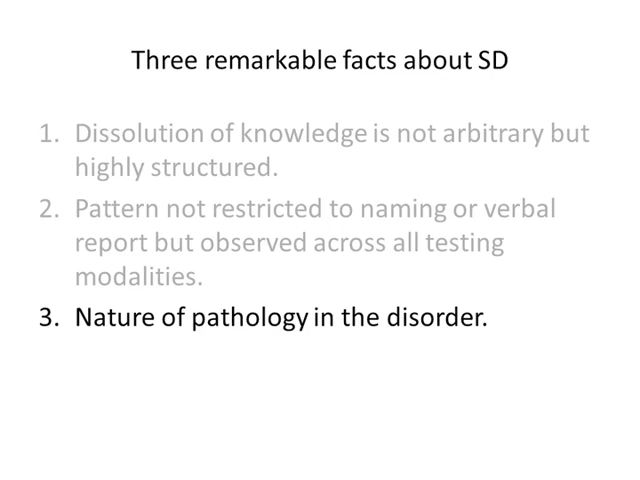 Three remarkable facts about SD
1. Dissolution of knowledge is not arbitrary but
highly structured.
2. Pattern not restricted to naming or verbal
report but observed across all testing
modalities.
3. Nature of pathology in the disorder.